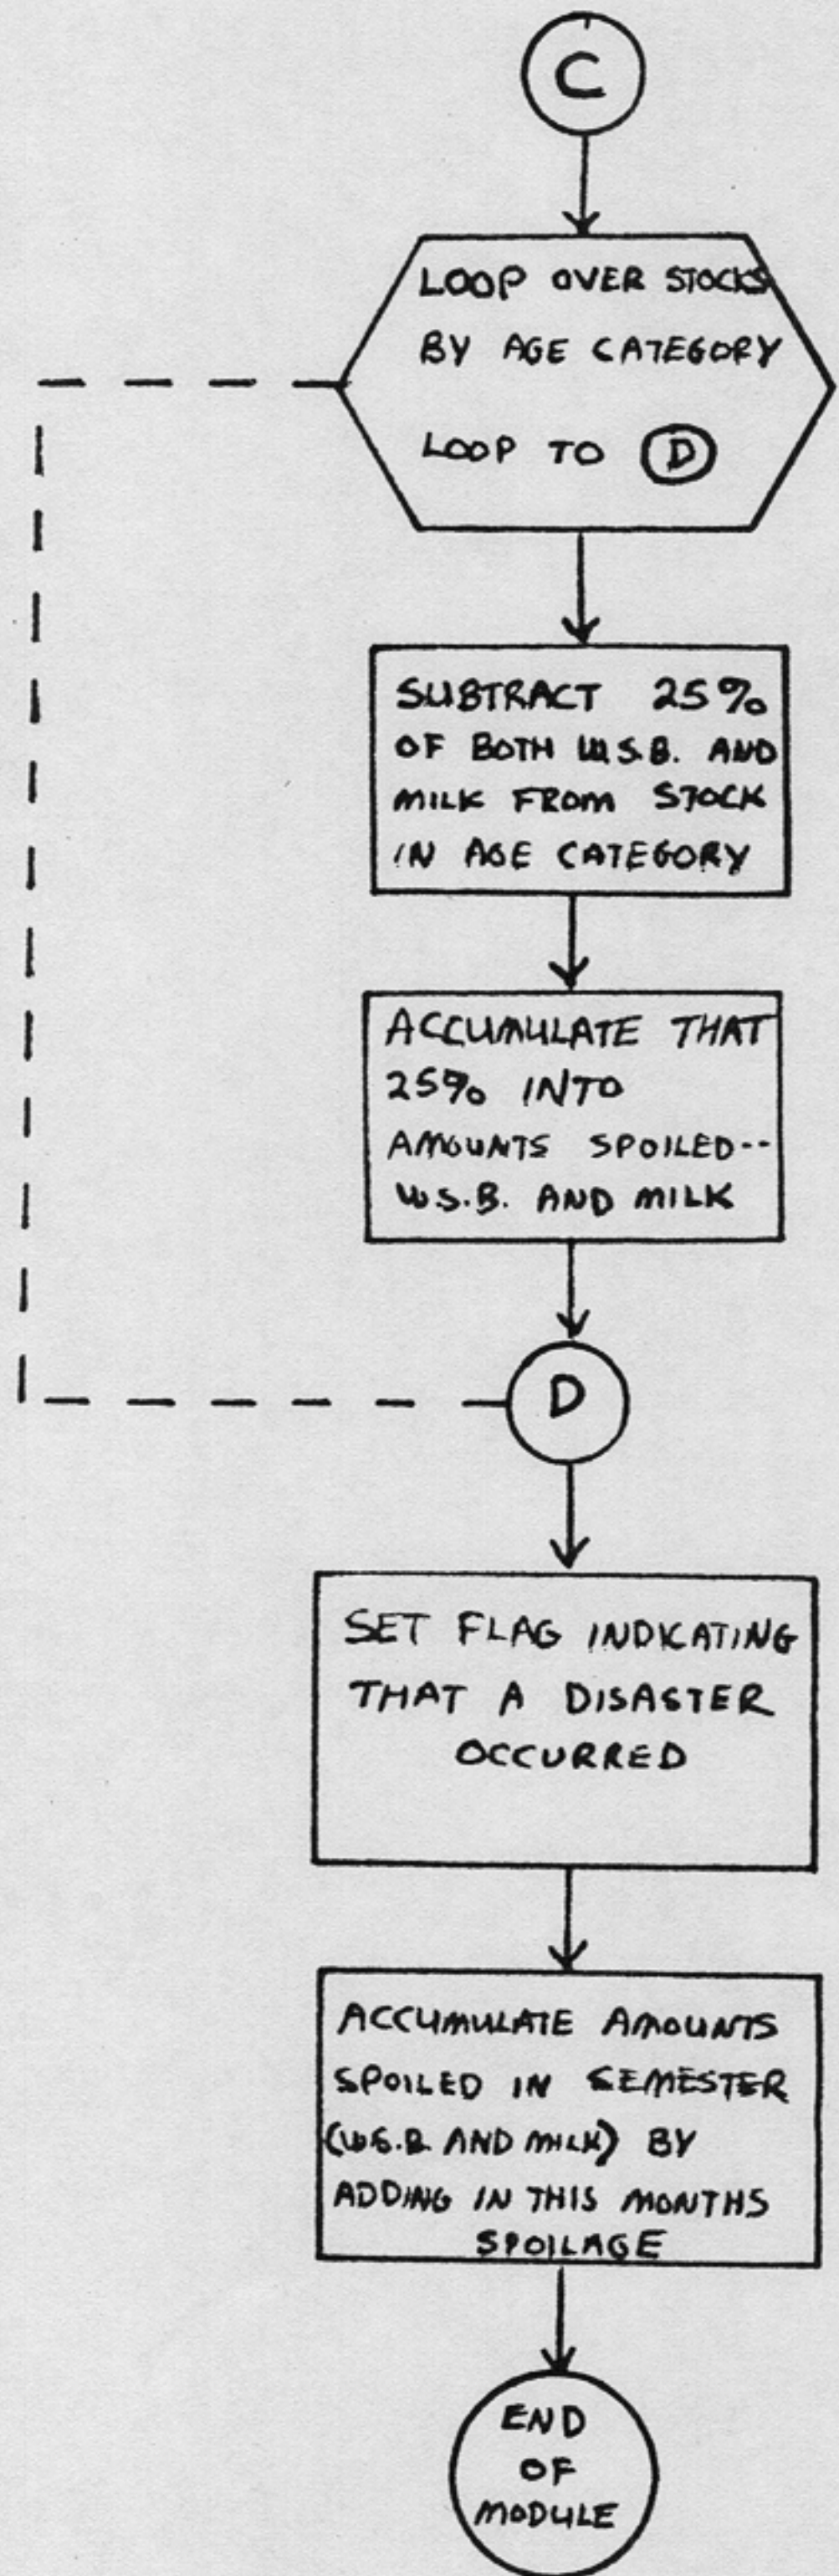 C
LOOP OVER STOCKS
BY AGE CATEGORY
LOOP TO D
SUBTRACT 25%
OF BOTH W.S.B. AND
MILK FROM STOCK
IN AGE CATEGORY
ACCUMULATE THAT
25% INTO
AMOUNTS SPOILED--
W.S.B. AND MILK
D
SET FLAG INDICATING
THAT A DISASTER
OCCURRED
ACCUMULATE AMOUNTS
SPOILED IN SEMESTER
(W.S.B. AND MILK) BY
ADDING IN THIS MONTHS
SPOILAGE
END
OF
MODULE